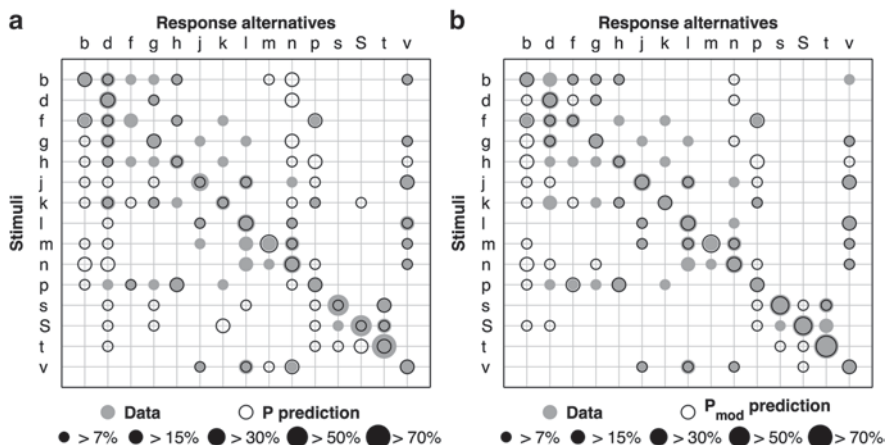 a
Response alternatives
b d f g h j k l m n p s S t v
Stimuli
b
d
f
g
h
j
k
l
m
n
p
s
S
t
v
Data P prediction
> 7% > 15% > 30% > 50% > 70%
b
Response alternatives
b d f g h j k l m n p s S t v
Stimuli
b
d
f
g
h
j
k
l
m
n
p
s
S
t
v
Data Pmod prediction
> 7% > 15% > 30% > 50% > 70%